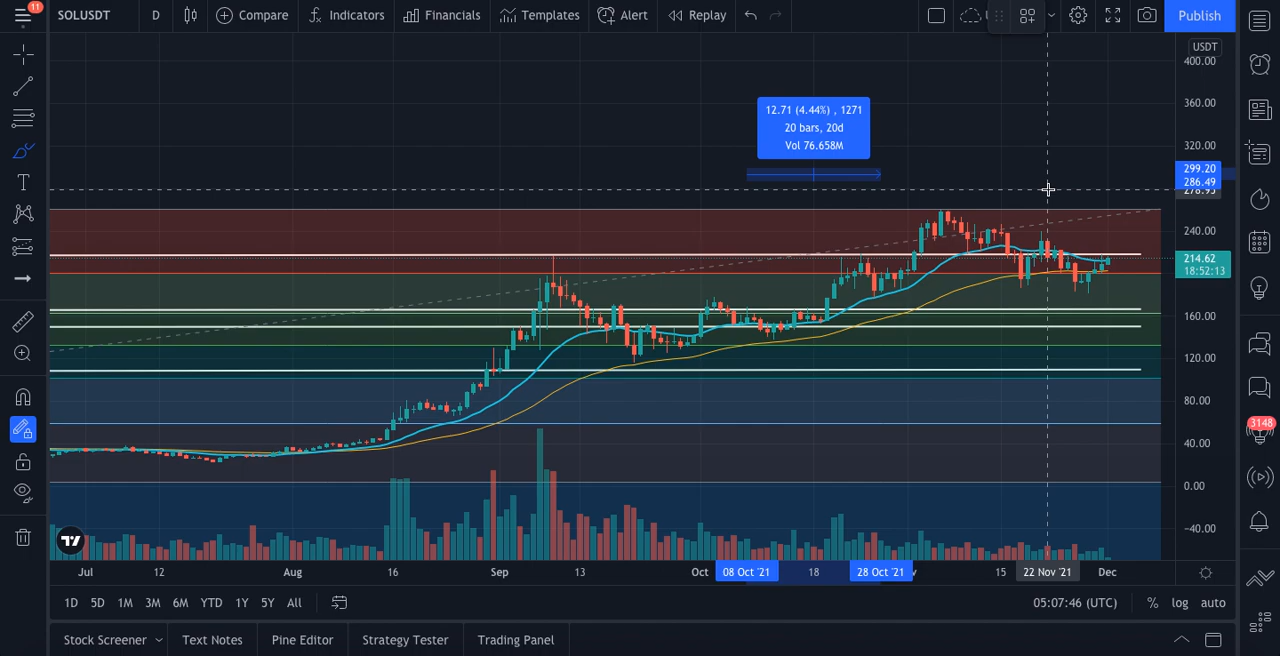 11
SOLUSDT
D
Compare
Indicators
Financials
Templates
Alert
Replay
Publish
USDT
400.00
360.00
320.00
299.20
286.49
240.00
214.62
18:52:13
160.00
120.00
80.00
40.00
0.00
−40.00
12.71 (4.44%) , 1271
20 bars, 20d
Vol 76.658M
3148
Jul
12
Aug
16
Sep
13
Oct
08 Oct '21
18
28 Oct '21
15
22 Nov '21
Dec
1D 5D 1M 3M 6M YTD 1Y 5Y All
05:07:46 (UTC)
% log auto
Stock Screener
Text Notes
Pine Editor
Strategy Tester
Trading Panel